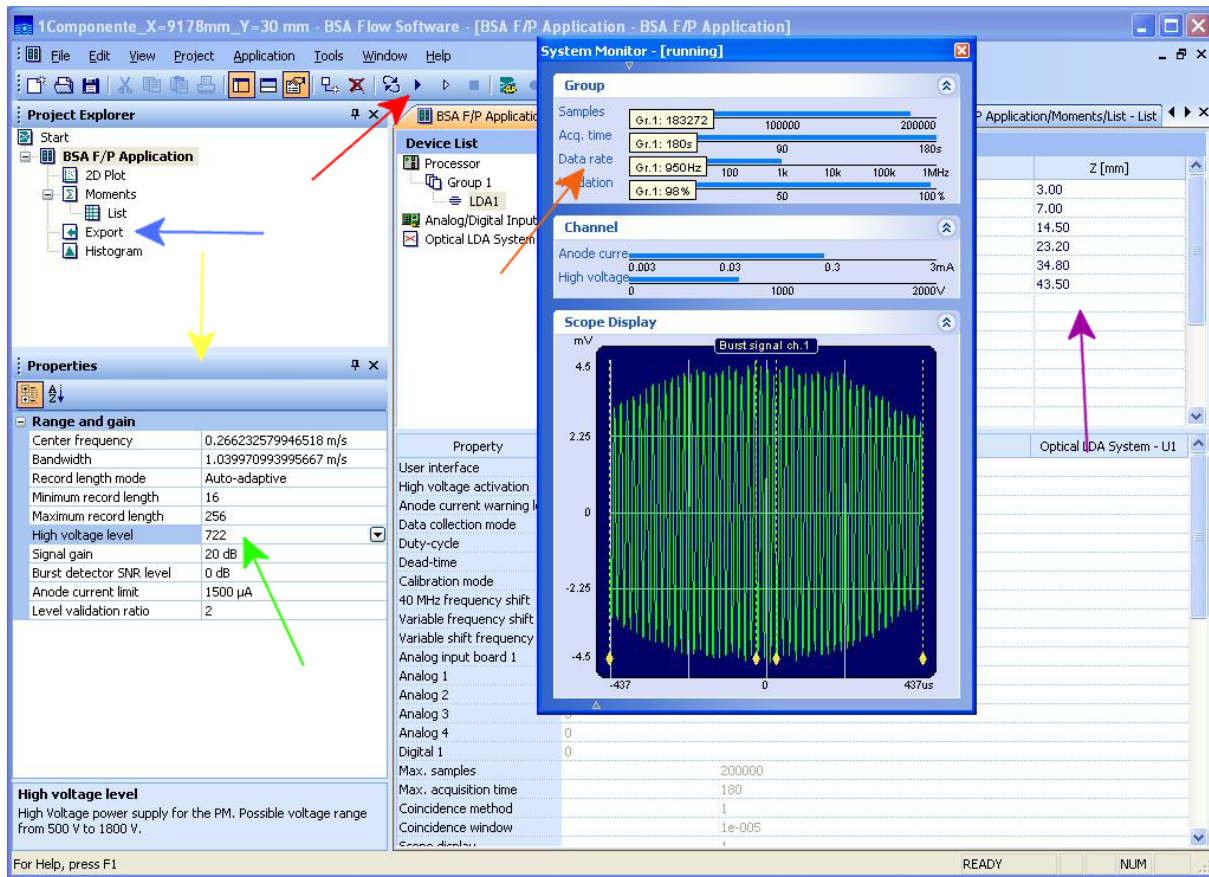 1Componente_X=9178mm_Y=30 mm - BSA Flow Software - [BSA F/P Application - BSA F/P Application]
File Edit View Project Application Tools Window Help
Project Explorer
Start
BSA F/P Application
2D Plot
Moments
List
Export
Histogram
Properties
Range and gain
Center frequency 0.266232579946518 m/s
Bandwidth 1.039970993995667 m/s
Record length mode Auto-adaptive
Minimum record length 16
Maximum record length 256
High voltage level 722
Signal gain 20 dB
Burst detector SNR level 0 dB
Anode current limit 1500 µA
Level validation ratio 2
High voltage level
High Voltage power supply for the PM. Possible voltage range
from 500 V to 1800 V.
BSA F/P Applicatio
P Application/Moments/List - List
Device List
Processor
Group 1
LDA1
Analog/Digital Input
Optical LDA System
System Monitor - [running]
Group
Samples Gr.1: 183272 100000 200000
Acq. time Gr.1: 180s 90 180s
Data rate Gr.1: 950Hz 100 1k 10k 100k 1MHz
dation Gr.1: 98% 50 100%
Channel
Anode curre
0.003 0.03 0.3 3mA
High voltage
0 1000 2000V
Scope Display
mV
Burst signal ch.1
4.5
2.25
0
-2.25
-4.5
-437 0 437us
Z [mm]
3.00
7.00
14.50
23.20
34.80
43.50
Property Optical LDA System - U1
User interface
High voltage activation
Anode current warning l
Data collection mode
Duty-cycle
Dead-time
Calibration mode
40 MHz frequency shift
Variable frequency shift
Variable shift frequency
Analog input board 1
Analog 1
Analog 2
Analog 3 0
Analog 4 0
Digital 1 0
Max. samples 200000
Max. acquisition time 180
Coincidence method 1
Coincidence window 1e-005
Scope display 1
For Help, press F1 READY NUM